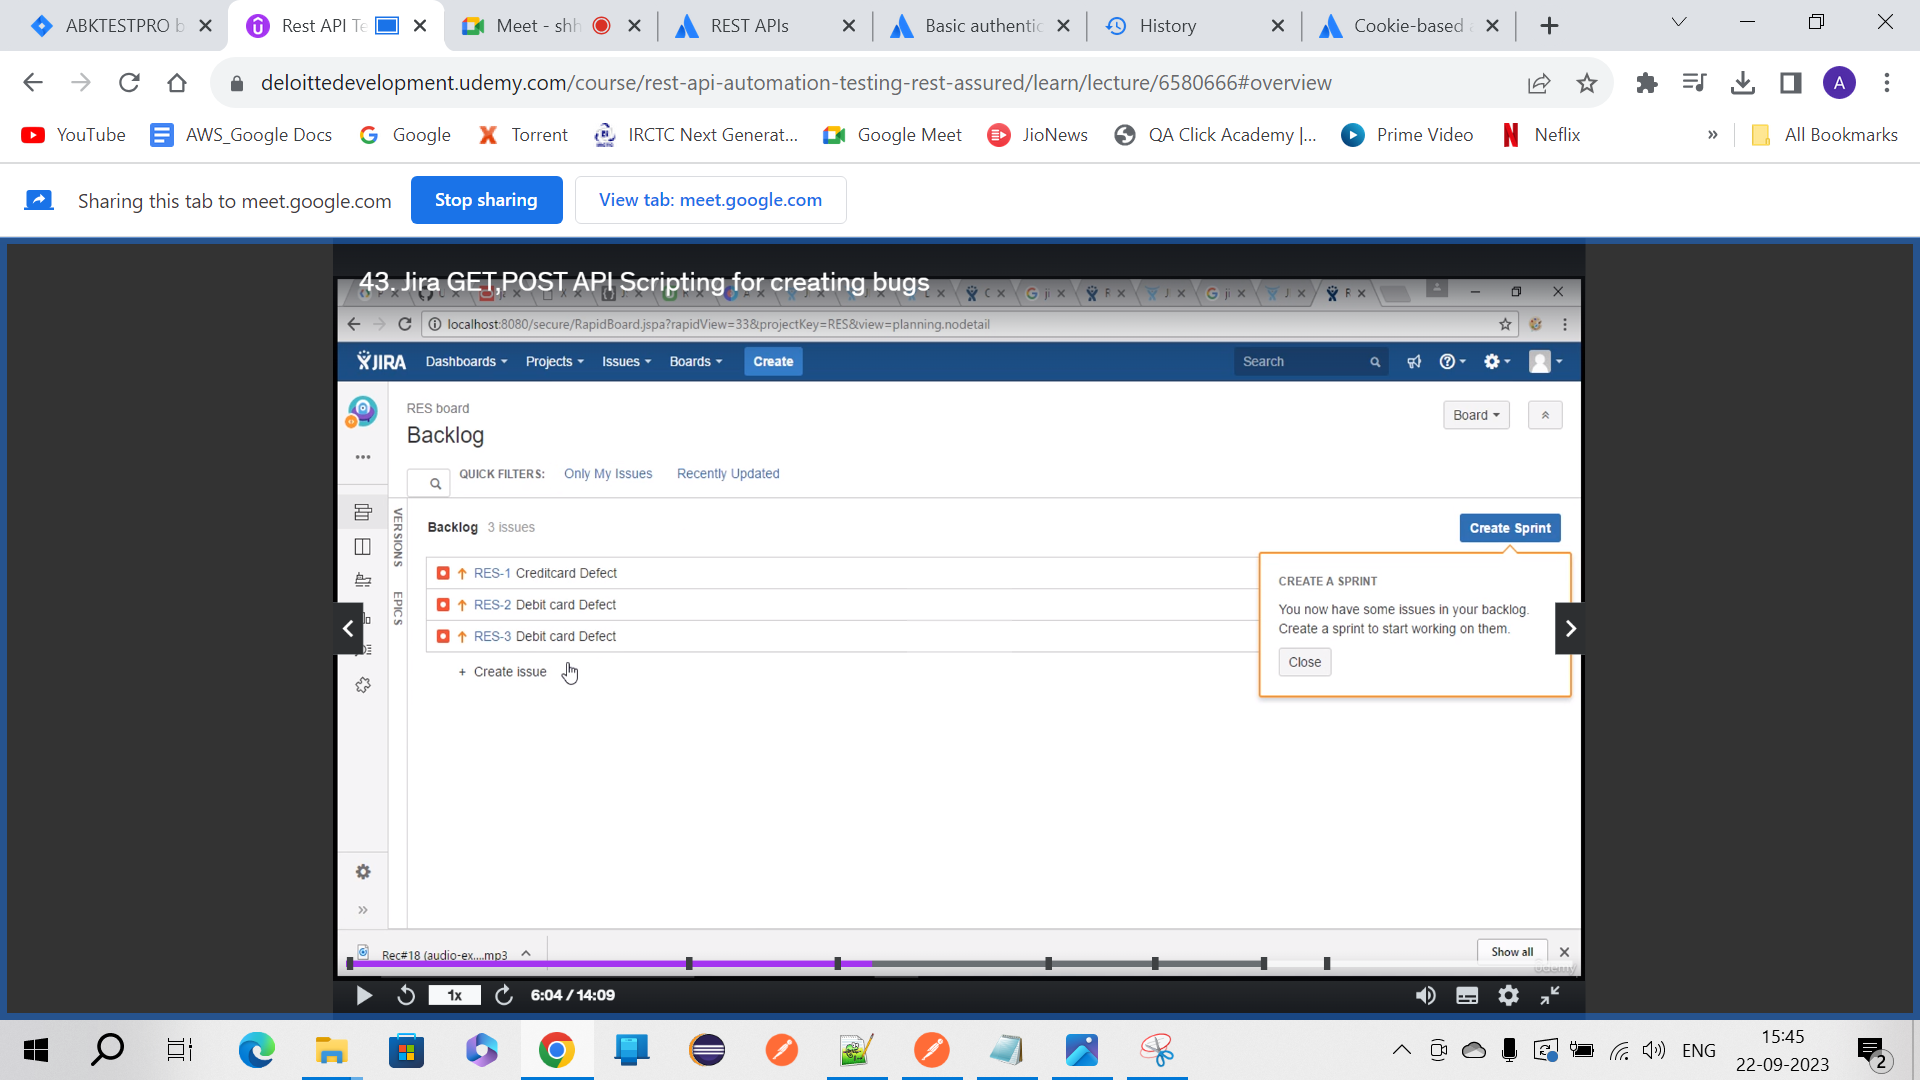 ABKTESTPRO b
Rest API Te
Meet - shh
REST APIs
Basic authentic
History
Cookie-based a
deloittedevelopment.udemy.com/course/rest-api-automation-testing-rest-assured/learn/lecture/6580666#overview
A
YouTube
AWS_Google Docs
Google
Torrent
IRCTC Next Generat...
Google Meet
JioNews
QA Click Academy |...
Prime Video
Neflix
»
All Bookmarks
Sharing this tab to meet.google.com
Stop sharing
View tab: meet.google.com
43. Jira GET,POST API Scripting for creating bugs
localhost:8080/secure/RapidBoard.jspa?rapidView=33&projectKey=RES&view=planning.nodetail
JIRA
Dashboards
Projects
Issues
Boards
Create
Search
RES board
Backlog
Board
QUICK FILTERS:
Only My Issues
Recently Updated
VERSIONS
EPICS
Backlog 3 issues
Create Sprint
RES-1 Creditcard Defect
RES-2 Debit card Defect
RES-3 Debit card Defect
+ Create issue
CREATE A SPRINT
You now have some issues in your backlog.
Create a sprint to start working on them.
Close
Rec#18 (audio-ex....mp3
Show all
udemy
1x
6:04 / 14:09
ENG
15:45
22-09-2023
2